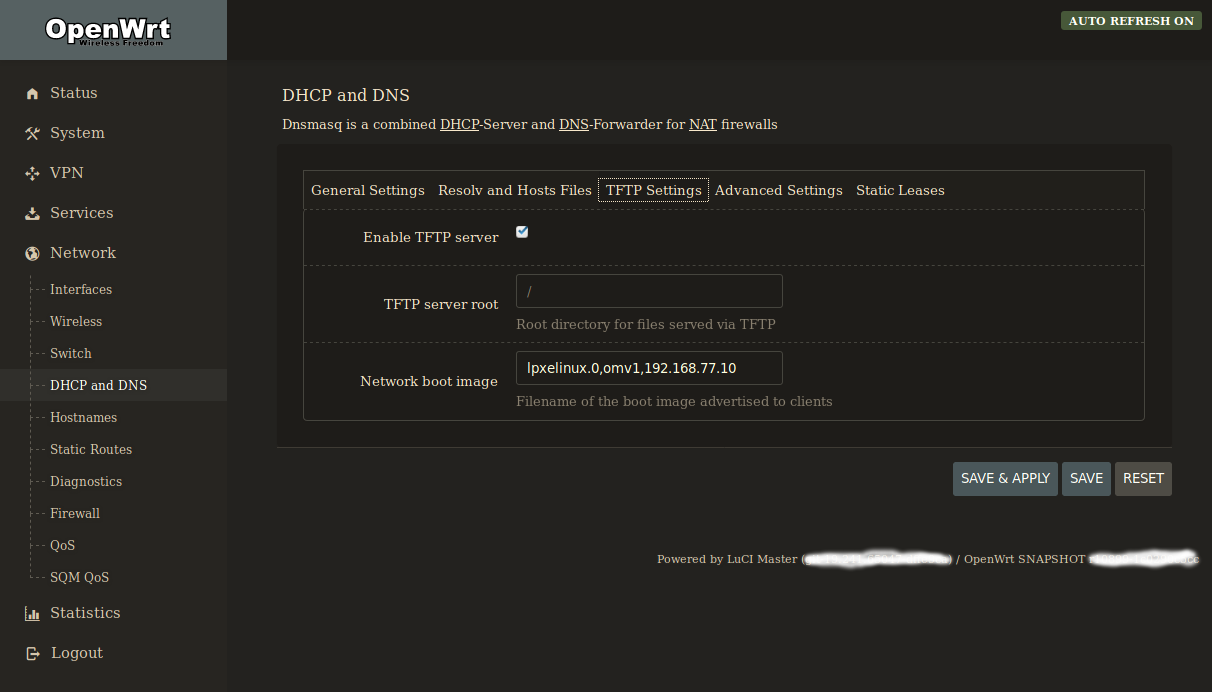 OpenWrt
Wireless Freedom
AUTO REFRESH ON
Status
System
VPN
Services
Network
Interfaces
Wireless
Switch
DHCP and DNS
Hostnames
Static Routes
Diagnostics
Firewall
QoS
SQM QoS
Statistics
Logout
DHCP and DNS
Dnsmasq is a combined DHCP-Server and DNS-Forwarder for NAT firewalls
General Settings Resolv and Hosts Files TFTP Settings Advanced Settings Static Leases
Enable TFTP server
TFTP server root /
Root directory for files served via TFTP
Network boot image lpxelinux.0,omv1,192.168.77.10
Filename of the boot image advertised to clients
SAVE & APPLY SAVE RESET
Powered by LuCI Master ( ) / OpenWrt SNAPSHOT